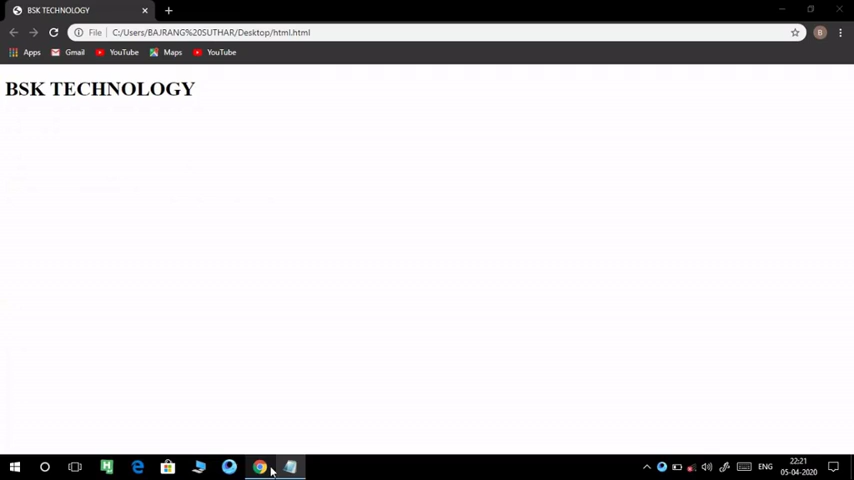 BSK TECHNOLOGY
File C:/Users/BAJRANG%20SUTHAR/Desktop/html.html B
Apps Gmail YouTube Maps YouTube
BSK TECHNOLOGY
ENG 22:21
05-04-2020